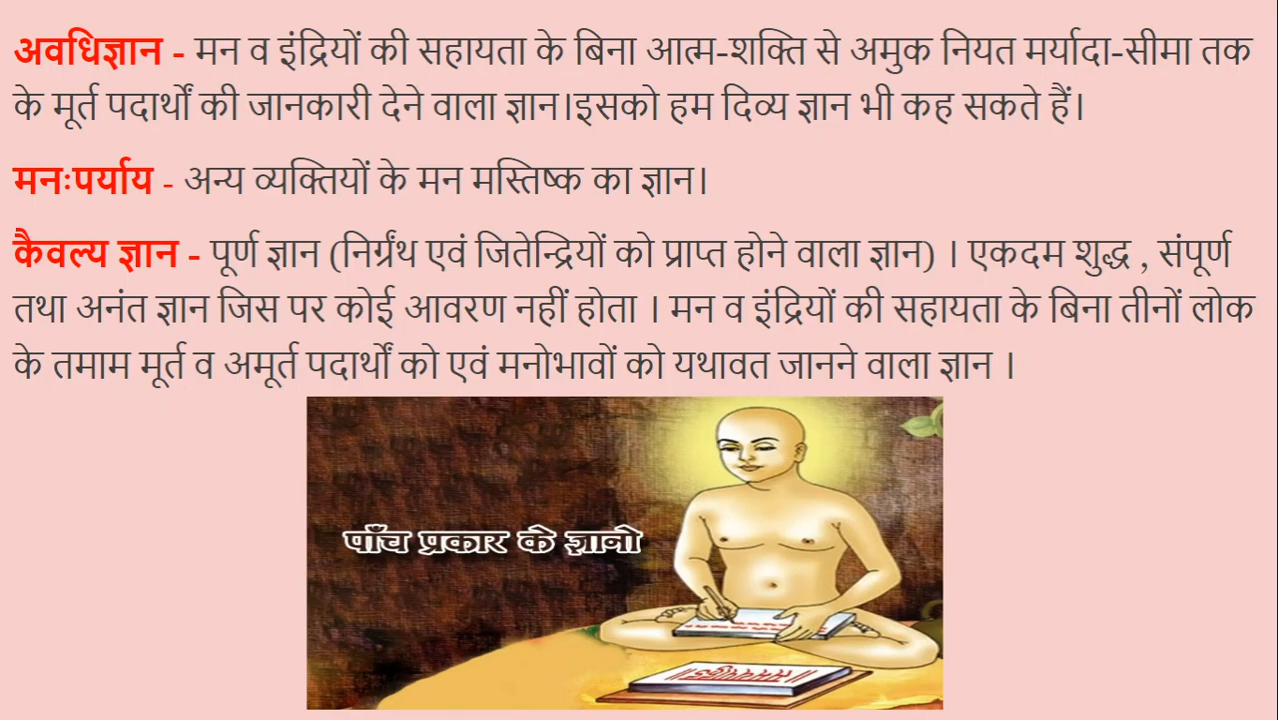 अवधिज्ञान - मन व इंद्रियों की सहायता के बिना आत्म-शक्ति से अमुक नियत मर्यादा-सीमा तक
के मूर्त पदार्थों की जानकारी देने वाला ज्ञान।इसको हम दिव्य ज्ञान भी कह सकते हैं।
मनःपर्याय - अन्य व्यक्तियों के मन मस्तिष्क का ज्ञान।
कैवल्य ज्ञान - पूर्ण ज्ञान (निर्ग्रंथ एवं जितेन्द्रियों को प्राप्त होने वाला ज्ञान) । एकदम शुद्ध , संपूर्ण
तथा अनंत ज्ञान जिस पर कोई आवरण नहीं होता । मन व इंद्रियों की सहायता के बिना तीनों लोक
के तमाम मूर्त व अमूर्त पदार्थों को एवं मनोभावों को यथावत जानने वाला ज्ञान ।
पाँच प्रकार के ज्ञानो